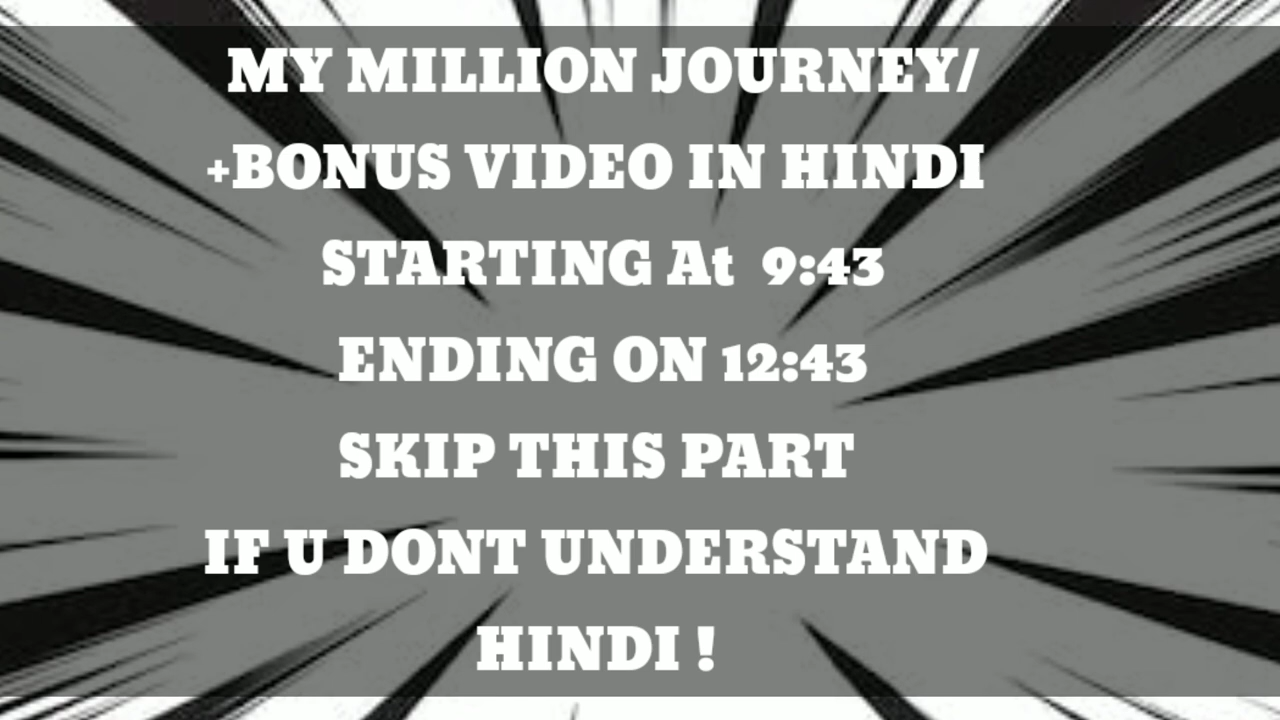 MY MILLION JOURNEY/
+BONUS VIDEO IN HINDI
STARTING At 9:43
ENDING ON 12:43
SKIP THIS PART
IF U DONT UNDERSTAND
HINDI !